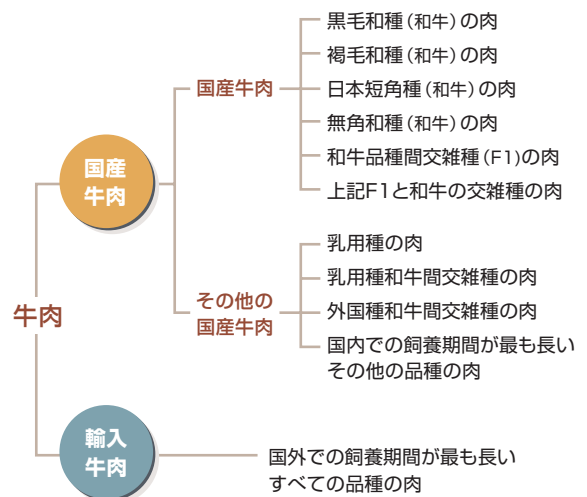 黒毛和種(和牛)の肉
褐毛和種(和牛)の肉
国産牛肉
日本短角種(和牛)の肉
無角和種(和牛)の肉
国産
牛肉
和牛品種間交雑種(F1)の肉
上記F1と和牛の交雑種の肉
乳用種の肉
乳用種和牛間交雑種の肉
牛肉
その他の
国産牛肉
外国種和牛間交雑種の肉
国内での飼養期間が最も長い
その他の品種の肉
輸入
牛肉
国外での飼養期間が最も長い
すべての品種の肉